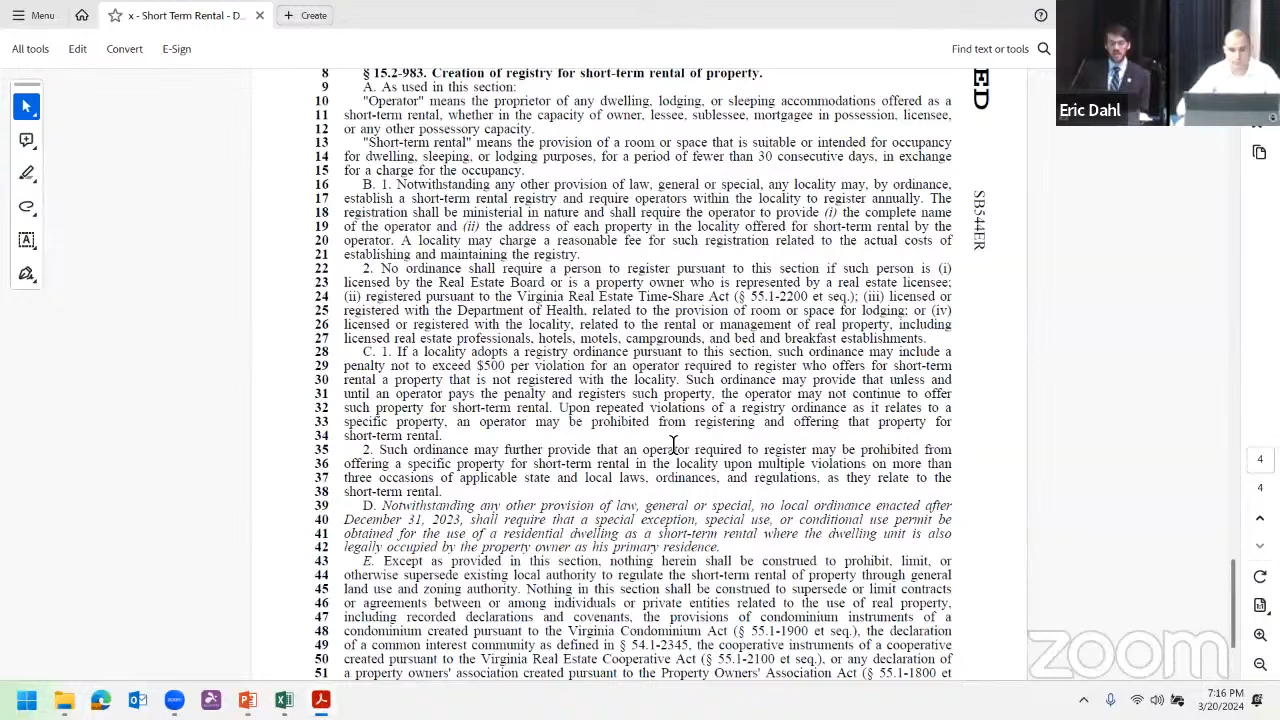 Menu
x - Short Term Rental - D...
Create
All tools
Edit
Convert
E-Sign
Find text or tools
Eric Dahl
8 § 15.2-983. Creation of registry for short-term rental of property.
9 A. As used in this section:
10 "Operator" means the proprietor of any dwelling, lodging, or sleeping accommodations offered as a
11 short-term rental, whether in the capacity of owner, lessee, sublessee, mortgagee in possession, licensee,
12 or any other possessory capacity.
13 "Short-term rental" means the provision of a room or space that is suitable or intended for occupancy
14 for dwelling, sleeping, or lodging purposes, for a period of fewer than 30 consecutive days, in exchange
15 for a charge for the occupancy.
16 B. 1. Notwithstanding any other provision of law, general or special, any locality may, by ordinance,
17 establish a short-term rental registry and require operators within the locality to register annually. The
18 registration shall be ministerial in nature and shall require the operator to provide (i) the complete name
19 of the operator and (ii) the address of each property in the locality offered for short-term rental by the
20 operator. A locality may charge a reasonable fee for such registration related to the actual costs of
21 establishing and maintaining the registry.
22 2. No ordinance shall require a person to register pursuant to this section if such person is (i)
23 licensed by the Real Estate Board or is a property owner who is represented by a real estate licensee;
24 (ii) registered pursuant to the Virginia Real Estate Time-Share Act (§ 55.1-2200 et seq.); (iii) licensed or
25 registered with the Department of Health, related to the provision of room or space for lodging; or (iv)
26 licensed or registered with the locality, related to the rental or management of real property, including
27 licensed real estate professionals, hotels, motels, campgrounds, and bed and breakfast establishments.
28 C. 1. If a locality adopts a registry ordinance pursuant to this section, such ordinance may include a
29 penalty not to exceed $500 per violation for an operator required to register who offers for short-term
30 rental a property that is not registered with the locality. Such ordinance may provide that unless and
31 until an operator pays the penalty and registers such property, the operator may not continue to offer
32 such property for short-term rental. Upon repeated violations of a registry ordinance as it relates to a
33 specific property, an operator may be prohibited from registering and offering that property for
34 short-term rental.
35 2. Such ordinance may further provide that an operator required to register may be prohibited from
36 offering a specific property for short-term rental in the locality upon multiple violations on more than
37 three occasions of applicable state and local laws, ordinances, and regulations, as they relate to the
38 short-term rental.
39 D. Notwithstanding any other provision of law, general or special, no local ordinance enacted after
40 December 31, 2023, shall require that a special exception, special use, or conditional use permit be
41 obtained for the use of a residential dwelling as a short-term rental where the dwelling unit is also
42 legally occupied by the property owner as his primary residence.
43 E. Except as provided in this section, nothing herein shall be construed to prohibit, limit, or
44 otherwise supersede existing local authority to regulate the short-term rental of property through general
45 land use and zoning authority. Nothing in this section shall be construed to supersede or limit contracts
46 or agreements between or among individuals or private entities related to the use of real property,
47 including recorded declarations and covenants, the provisions of condominium instruments of a
48 condominium created pursuant to the Virginia Condominium Act (§ 55.1-1900 et seq.), the declaration
49 of a common interest community as defined in § 54.1-2345, the cooperative instruments of a cooperative
50 created pursuant to the Virginia Real Estate Cooperative Act (§ 55.1-2100 et seq.), or any declaration of
51 a property owners' association created pursuant to the Property Owners' Association Act (§ 55.1-1800 et
ED
SB544ER
4
4
zoom
7:16 PM
3/20/2024